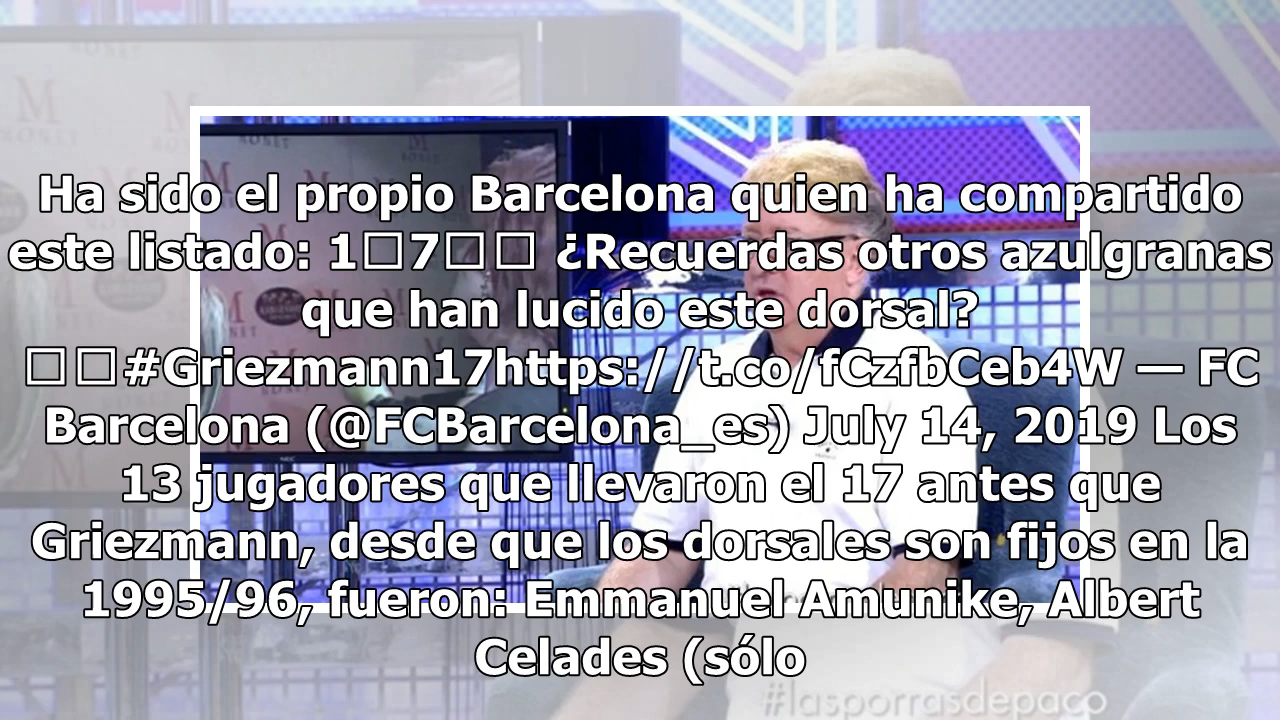 M
RONET
Ha sido el propio Barcelona quien ha compartido
este listado: 1□7□□ ¿Recuerdas otros azulgranas
que han lucido este dorsal?
□□#Griezmann17https://t.co/fCzfbCeb4W — FC
Barcelona (@FCBarcelona_es) July 14, 2019 Los
13 jugadores que llevaron el 17 antes que
Griezmann, desde que los dorsales son fijos en la
1995/96, fueron: Emmanuel Amunike, Albert
Celades (sólo
#lasporrasdepaco